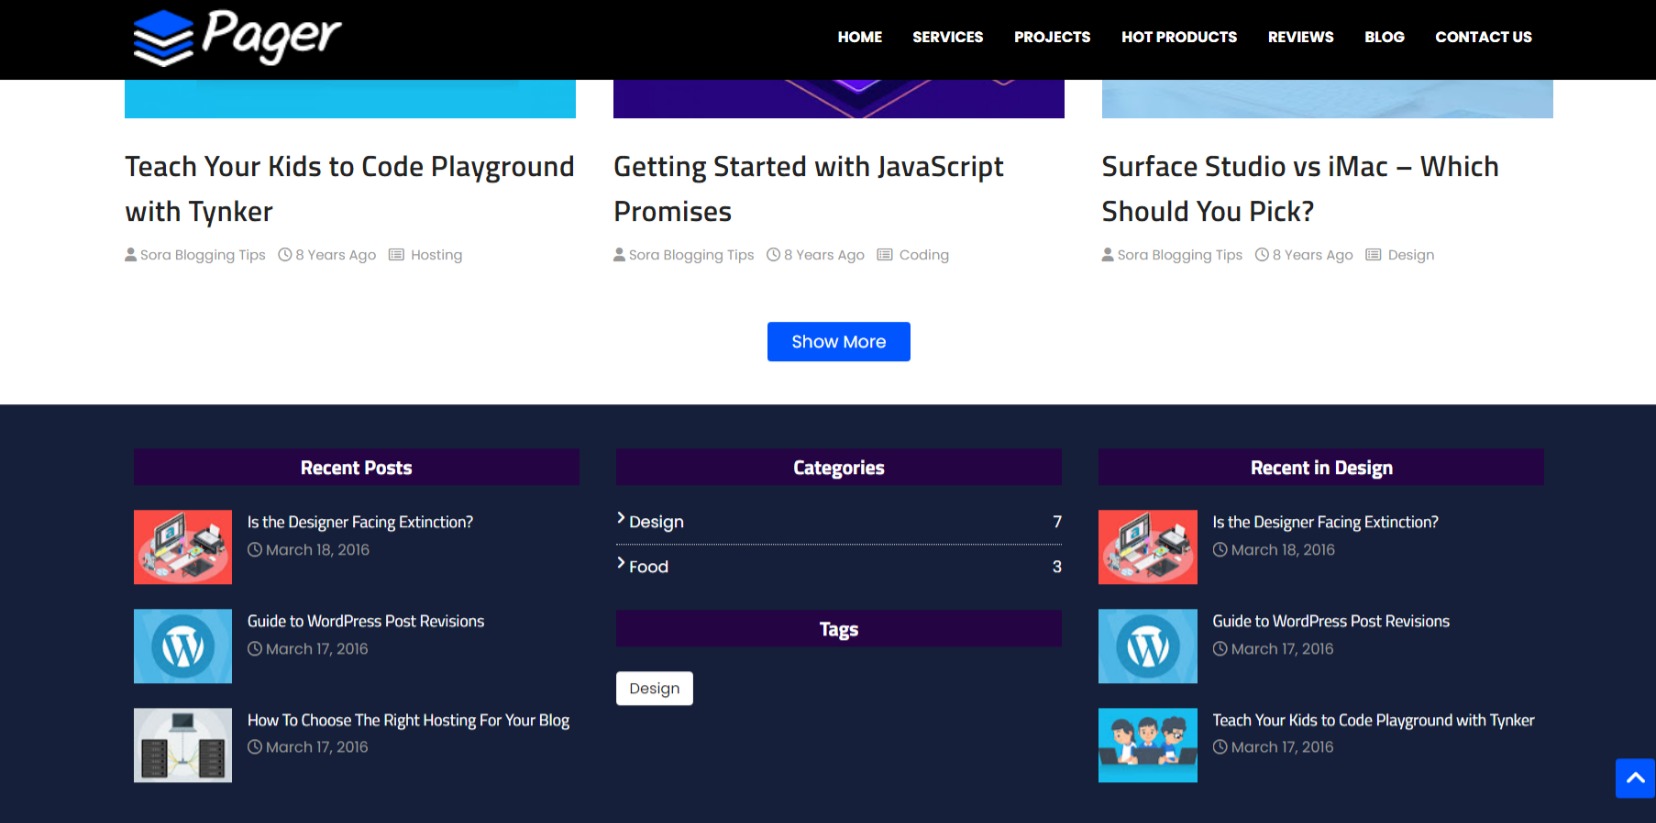 Pager
HOME SERVICES PROJECTS HOT PRODUCTS REVIEWS BLOG CONTACT US
Teach Your Kids to Code Playground
with Tynker
Sora Blogging Tips 8 Years Ago Hosting
Getting Started with JavaScript
Promises
Sora Blogging Tips 8 Years Ago Coding
Surface Studio vs iMac – Which
Should You Pick?
Sora Blogging Tips 8 Years Ago Design
Show More
Recent Posts
Is the Designer Facing Extinction?
March 18, 2016
Guide to WordPress Post Revisions
March 17, 2016
How To Choose The Right Hosting For Your Blog
March 17, 2016
Categories
Design 7
Food 3
Tags
Design
Recent in Design
Is the Designer Facing Extinction?
March 18, 2016
Guide to WordPress Post Revisions
March 17, 2016
Teach Your Kids to Code Playground with Tynker
March 17, 2016